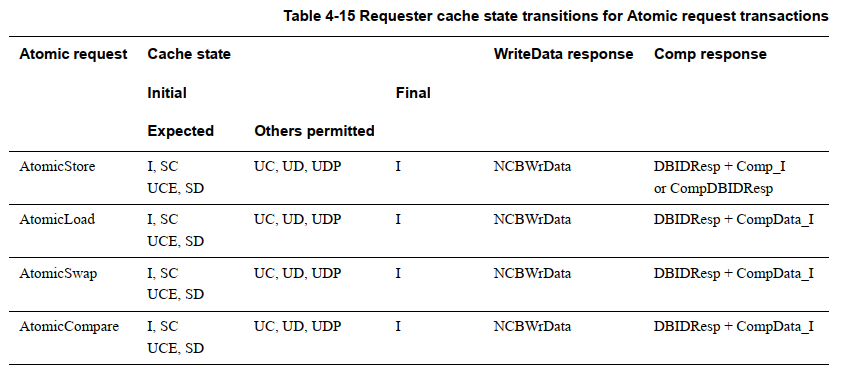 Table 4-15 Requester cache state transitions for Atomic request transactions
Atomic request Cache state WriteData response Comp response
Initial Final
Expected Others permitted
AtomicStore I, SC UC, UD, UDP I NCBWrData DBIDResp + Comp_I
UCE, SD or CompDBIDResp
AtomicLoad I, SC UC, UD, UDP I NCBWrData DBIDResp + CompData_I
UCE, SD
AtomicSwap I, SC UC, UD, UDP I NCBWrData DBIDResp + CompData_I
UCE, SD
AtomicCompare I, SC UC, UD, UDP I NCBWrData DBIDResp + CompData_I
UCE, SD